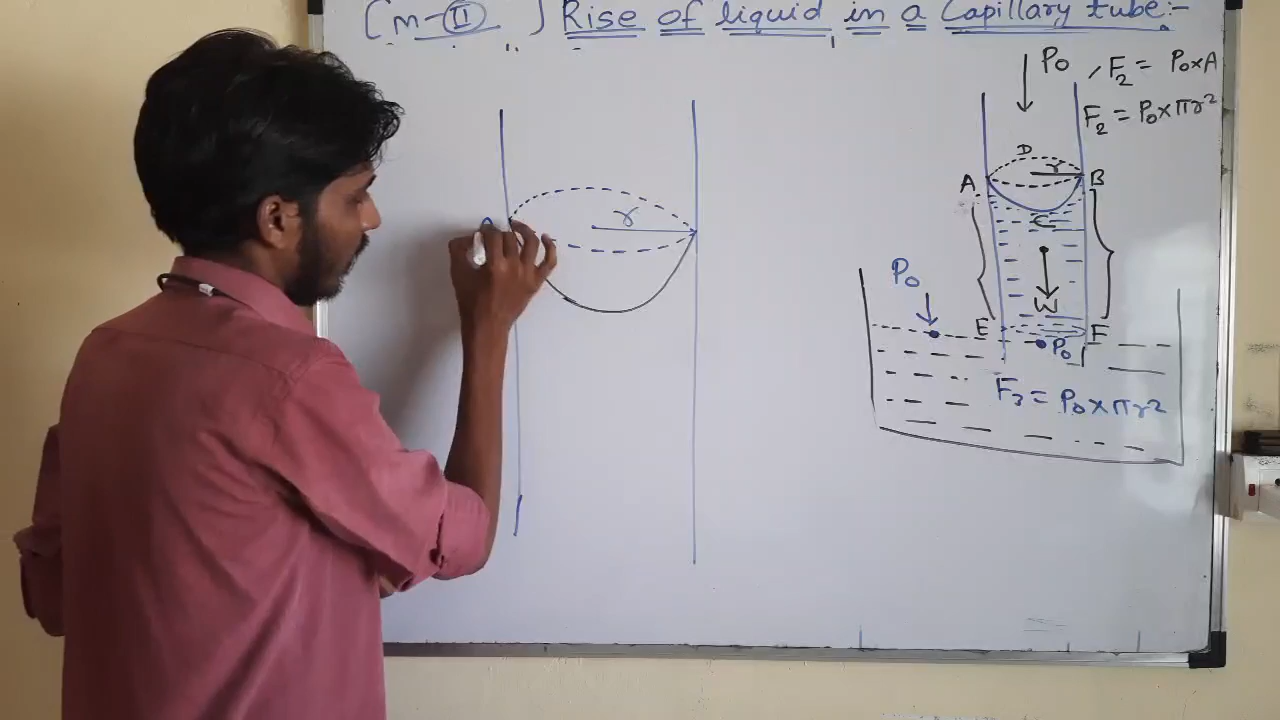 (m-II) Rise of liquid in a Capillary tube:-
P₀ , F₂ = P₀×A
F₂ = P₀×πr²
D
r
A B
C
r
P₀
W
E F
P₀
F₃ = P₀×πr²